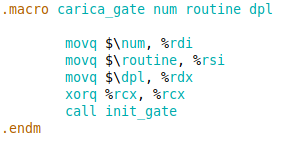 .macro carica_gate num routine dpl
movq $\num, %rdi
movq $\routine, %rsi
movq $\dpl, %rdx
xorq %rcx, %rcx
call init_gate
.endm